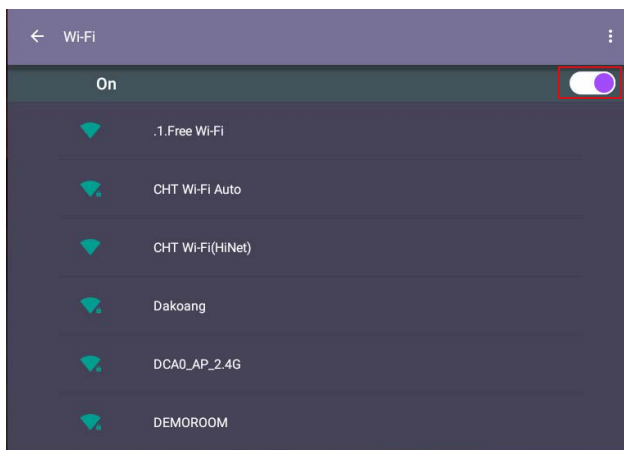 Wi-Fi
On
.1.Free Wi-Fi
CHT Wi-Fi Auto
CHT Wi-Fi(HiNet)
Dakoang
DCA0_AP_2.4G
DEMOROOM